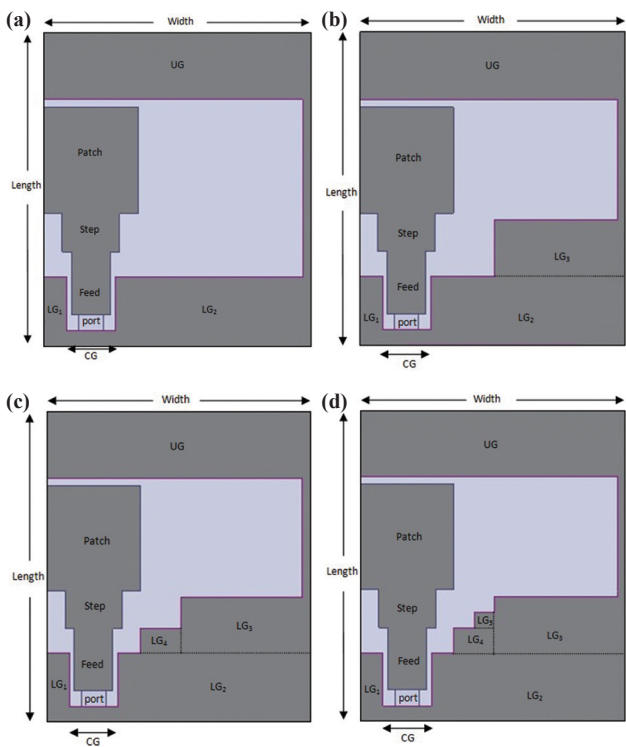 (a)
Width
UG
Patch
Length
Step
Feed
LG₁
port
LG₂
CG
(b)
Width
UG
Patch
Length
Step
LG₃
Feed
LG₁
port
LG₂
CG
(c)
Width
UG
Patch
Length
Step
LG₃
LG₄
Feed
LG₁
port
LG₂
CG
(d)
Width
UG
Patch
Length
Step
LG₅
LG₄
LG₃
Feed
LG₁
port
LG₂
CG